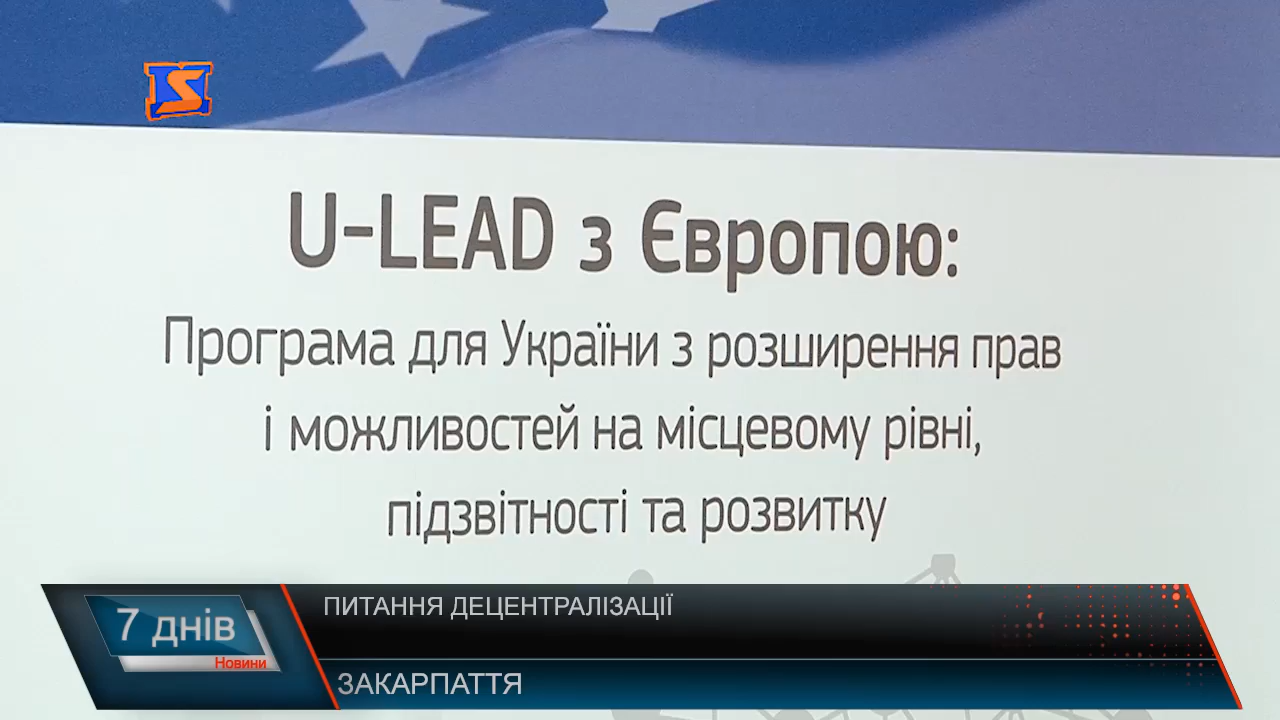 U-LEAD з Європою:
Програма для України з розширення прав
і можливостей на місцевому рівні,
підзвітності та розвитку
7 днів
Новини
ПИТАННЯ ДЕЦЕНТРАЛІЗАЦІЇ
ЗАКАРПАТТЯ